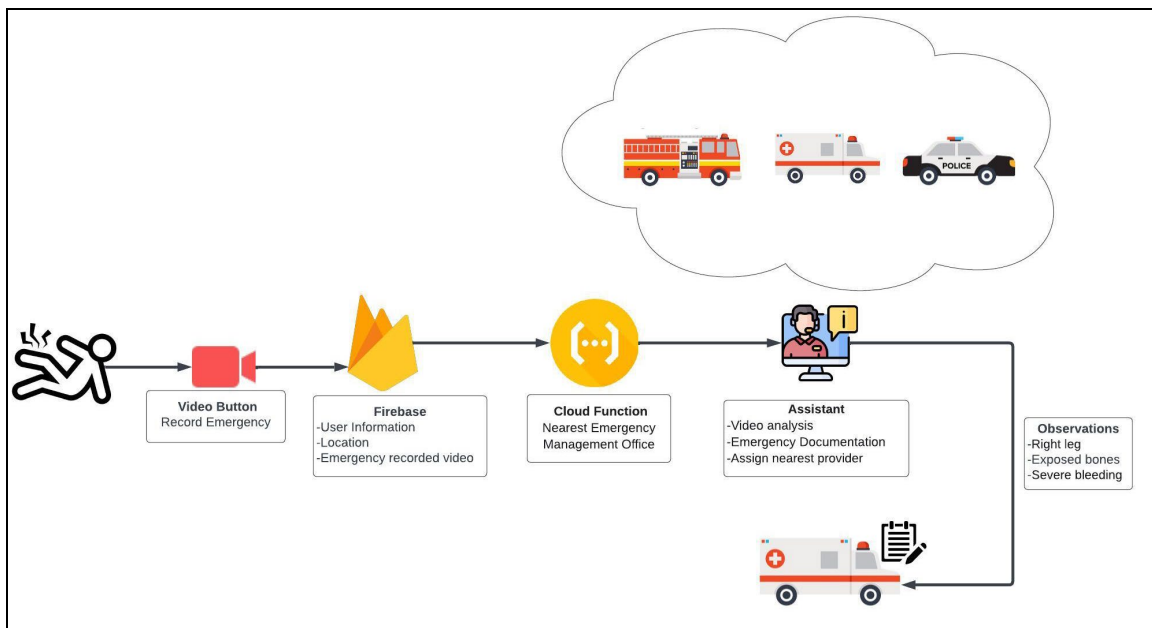 POLICE
i
Video Button
Record Emergency
Firebase
-User Information
-Location
-Emergency recorded video
Cloud Function
Nearest Emergency
Management Office
Assistant
-Video analysis
-Emergency Documentation
-Assign nearest provider
Observations
-Right leg
-Exposed bones
-Severe bleeding